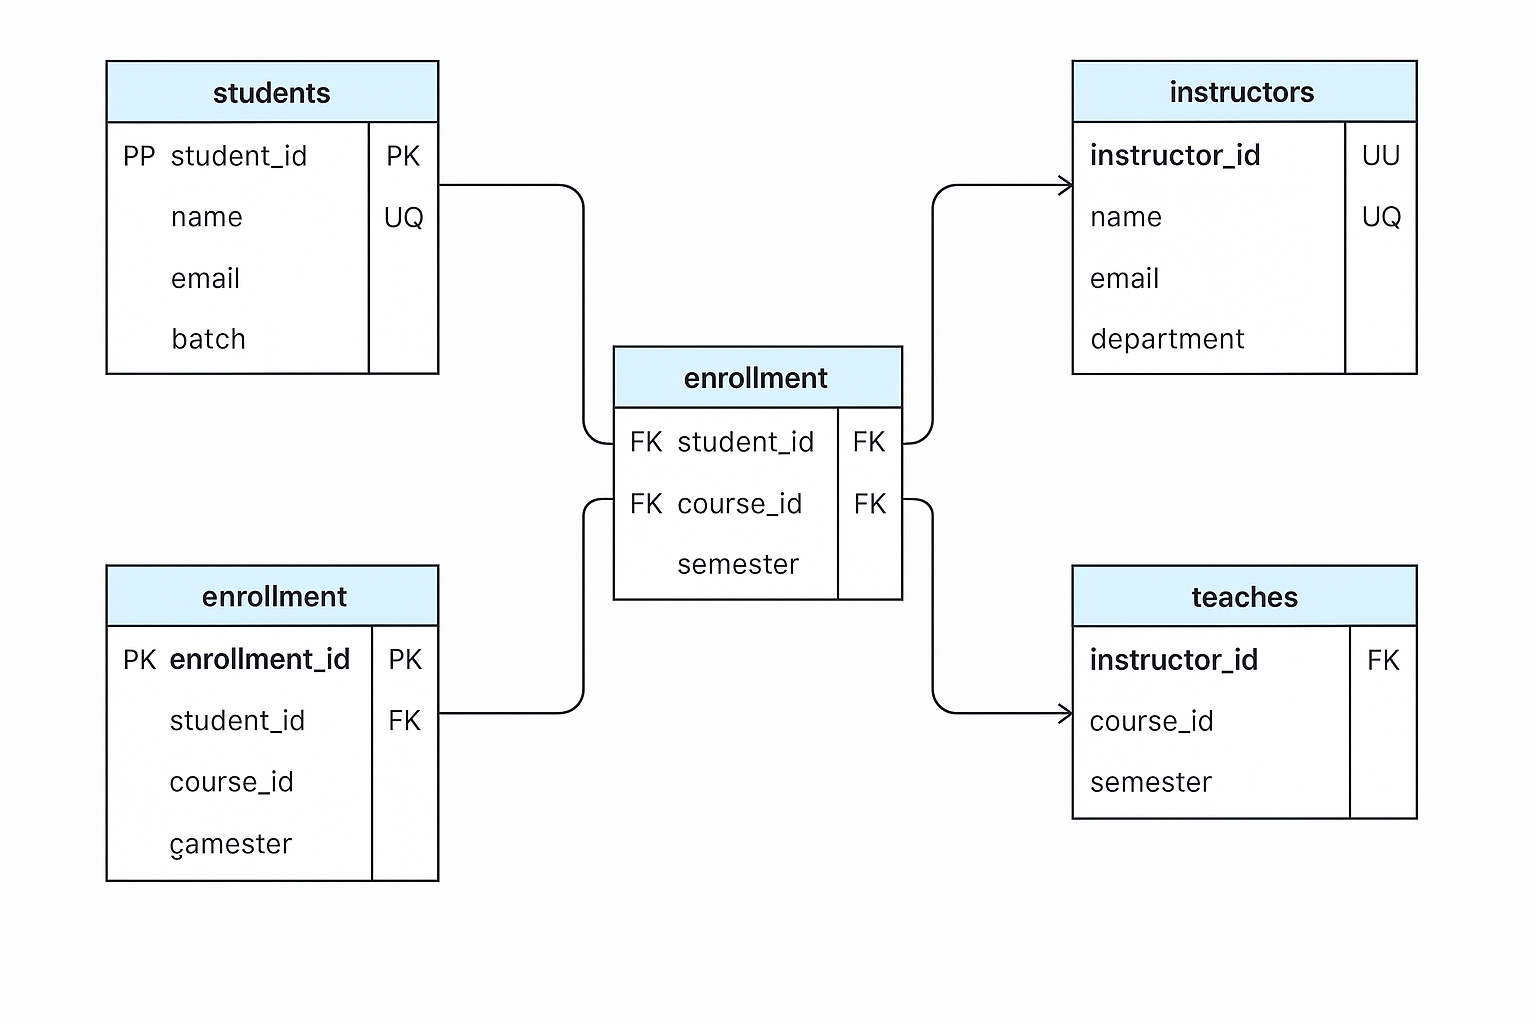 students
PP student_id PK
name UQ
email
batch
instructors
instructor_id UU
name UQ
email
department
enrollment
FK student_id FK
FK course_id FK
semester
enrollment
PK enrollment_id PK
student_id FK
course_id
çamester
teaches
instructor_id FK
course_id
semester